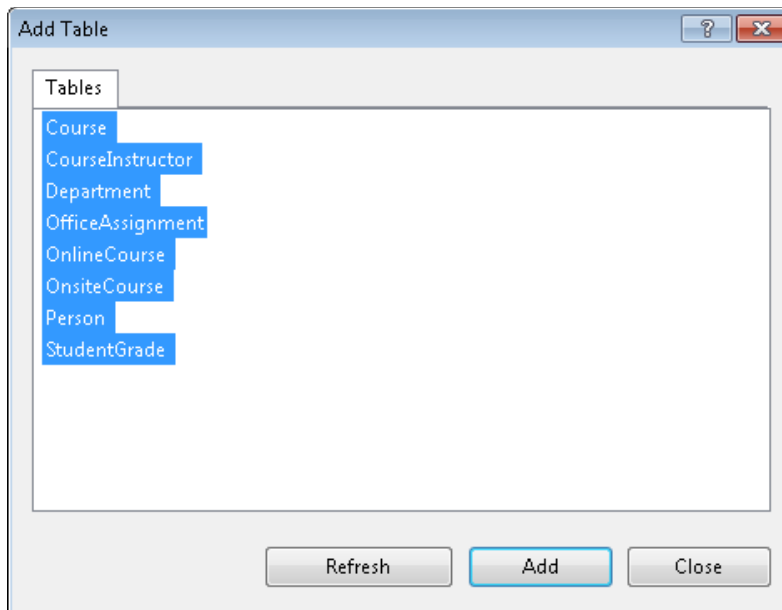 Add Table
?
Tables
Course
CourseInstructor
Department
OfficeAssignment
OnlineCourse
OnsiteCourse
Person
StudentGrade
Refresh Add Close